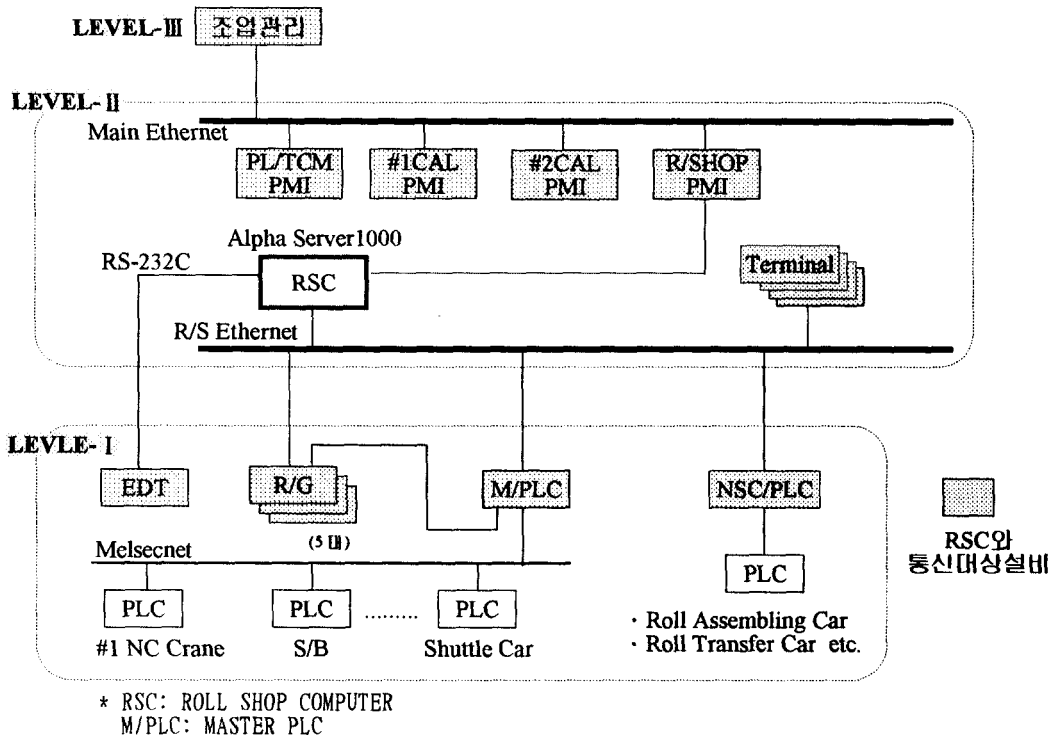 LEVEL-Ⅲ 조업관리
LEVEL-Ⅱ
Main Ethernet
PL/TCM
PMI
#1CAL
PMI
#2CAL
PMI
R/SHOP
PMI
Alpha Server1000
RS-232C
RSC
Terminal
R/S Ethernet
LEVLE-Ⅰ
EDT
R/G
M/PLC
NSC/PLC
(5 대)
RSC와
통신대상설비
Melsecnet
PLC
PLC
.........
PLC
PLC
#1 NC Crane
S/B
Shuttle Car
· Roll Assembling Car
· Roll Transfer Car etc.
* RSC: ROLL SHOP COMPUTER
M/PLC: MASTER PLC